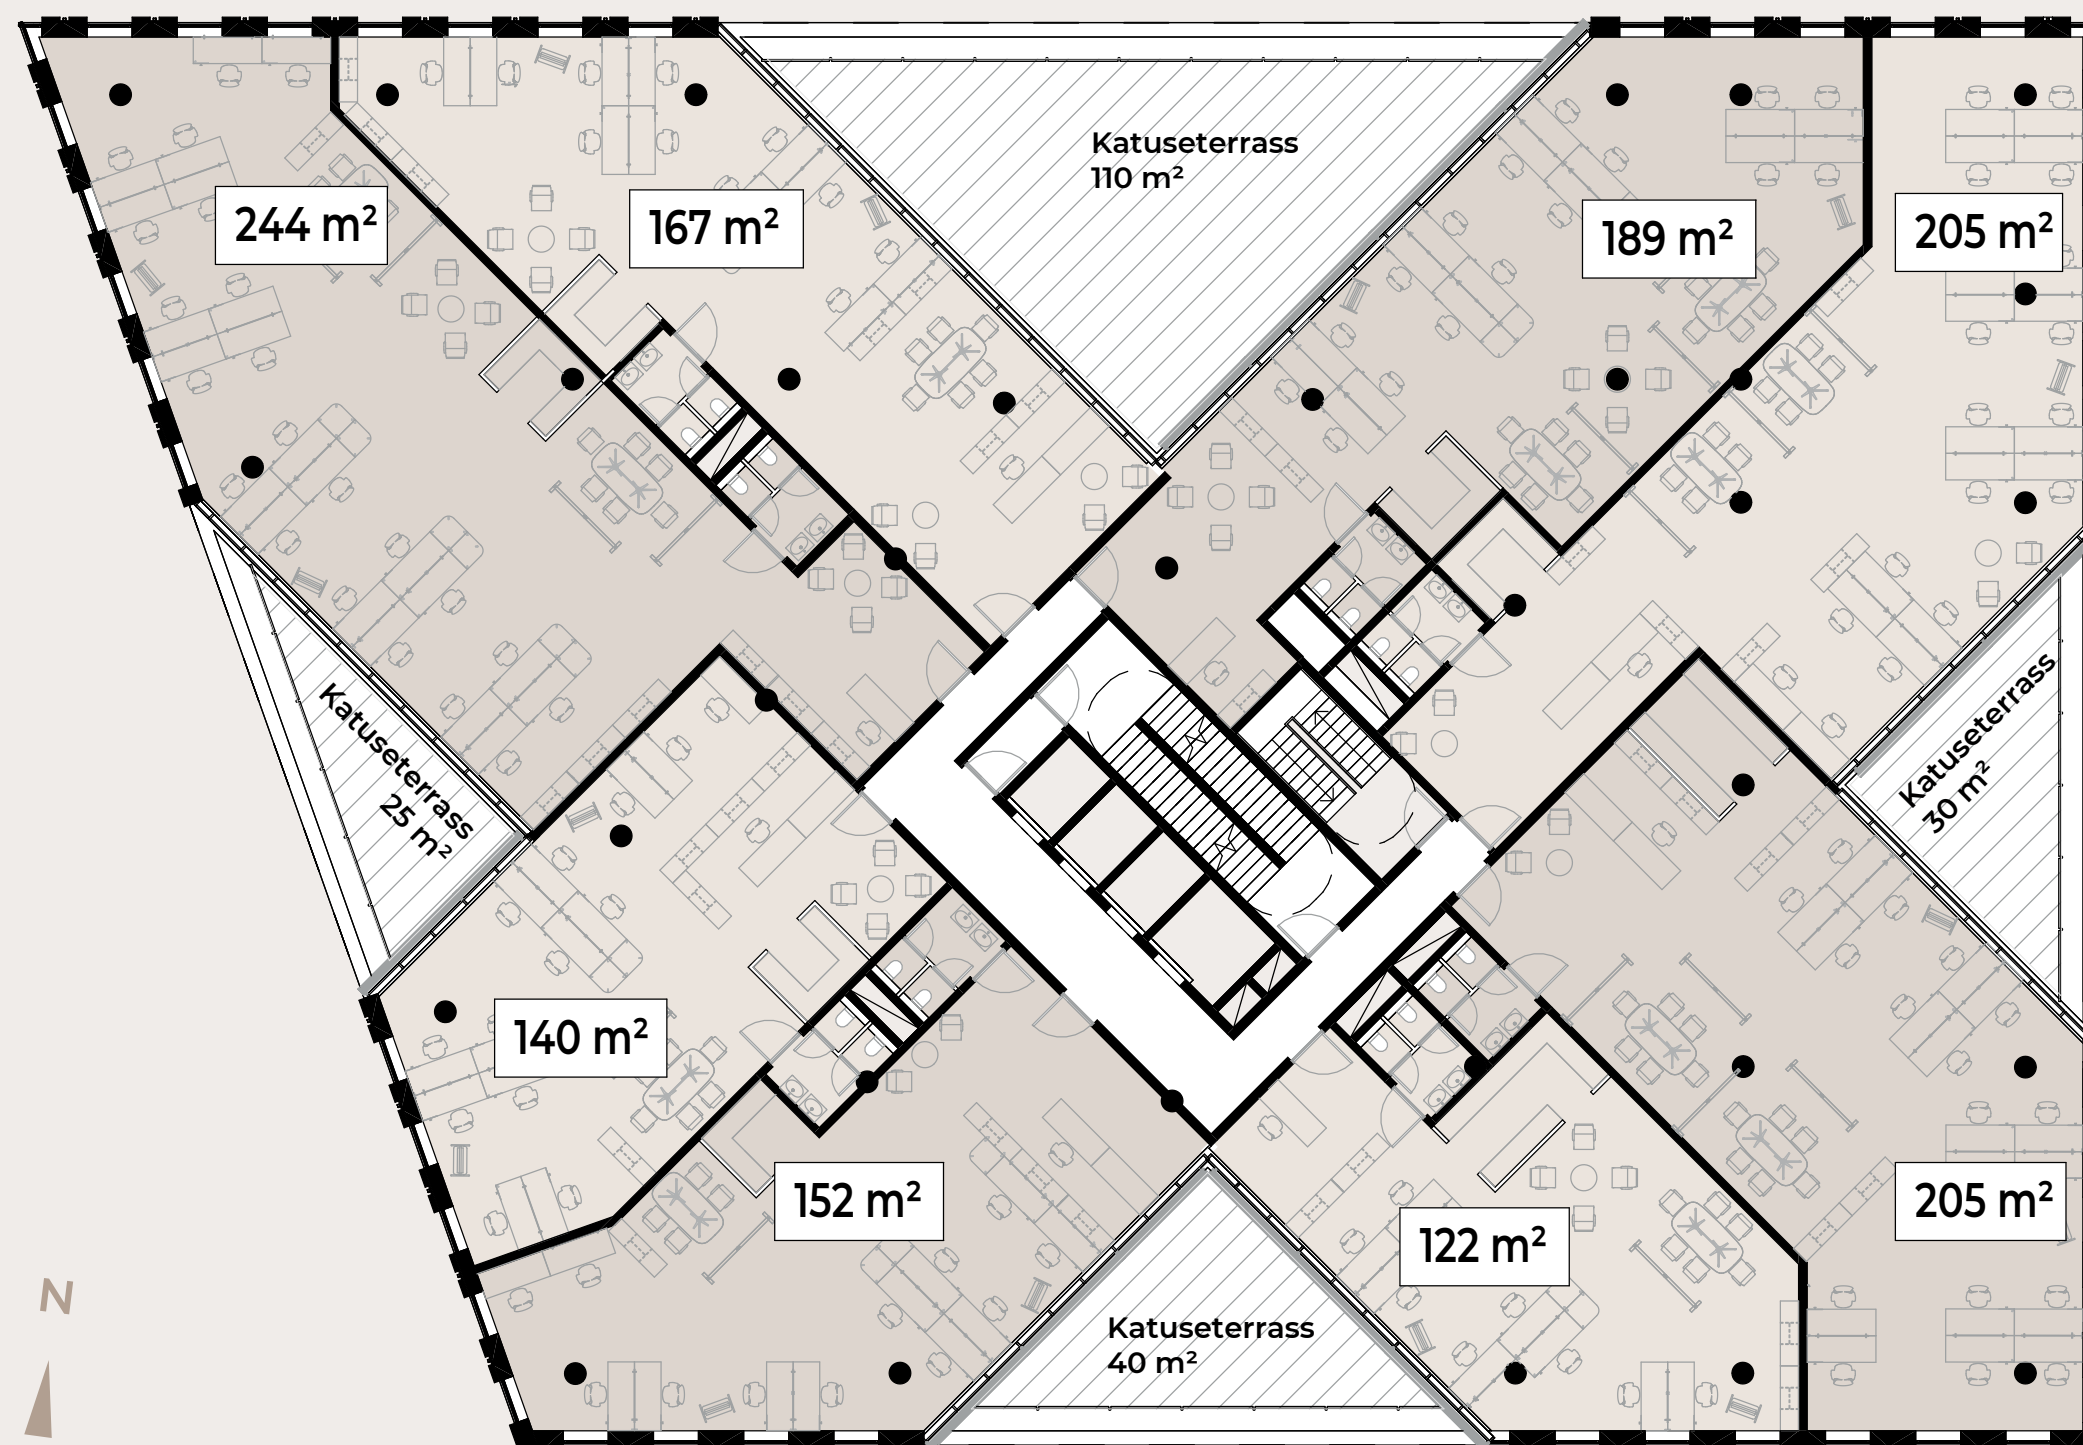 Katuseterrass
110 m²
244 m²
167 m²
189 m²
205 m²
Katuseterrass
25 m²
Katuseterrass
30 m²
140 m²
152 m²
122 m²
205 m²
Katuseterrass
40 m²
N